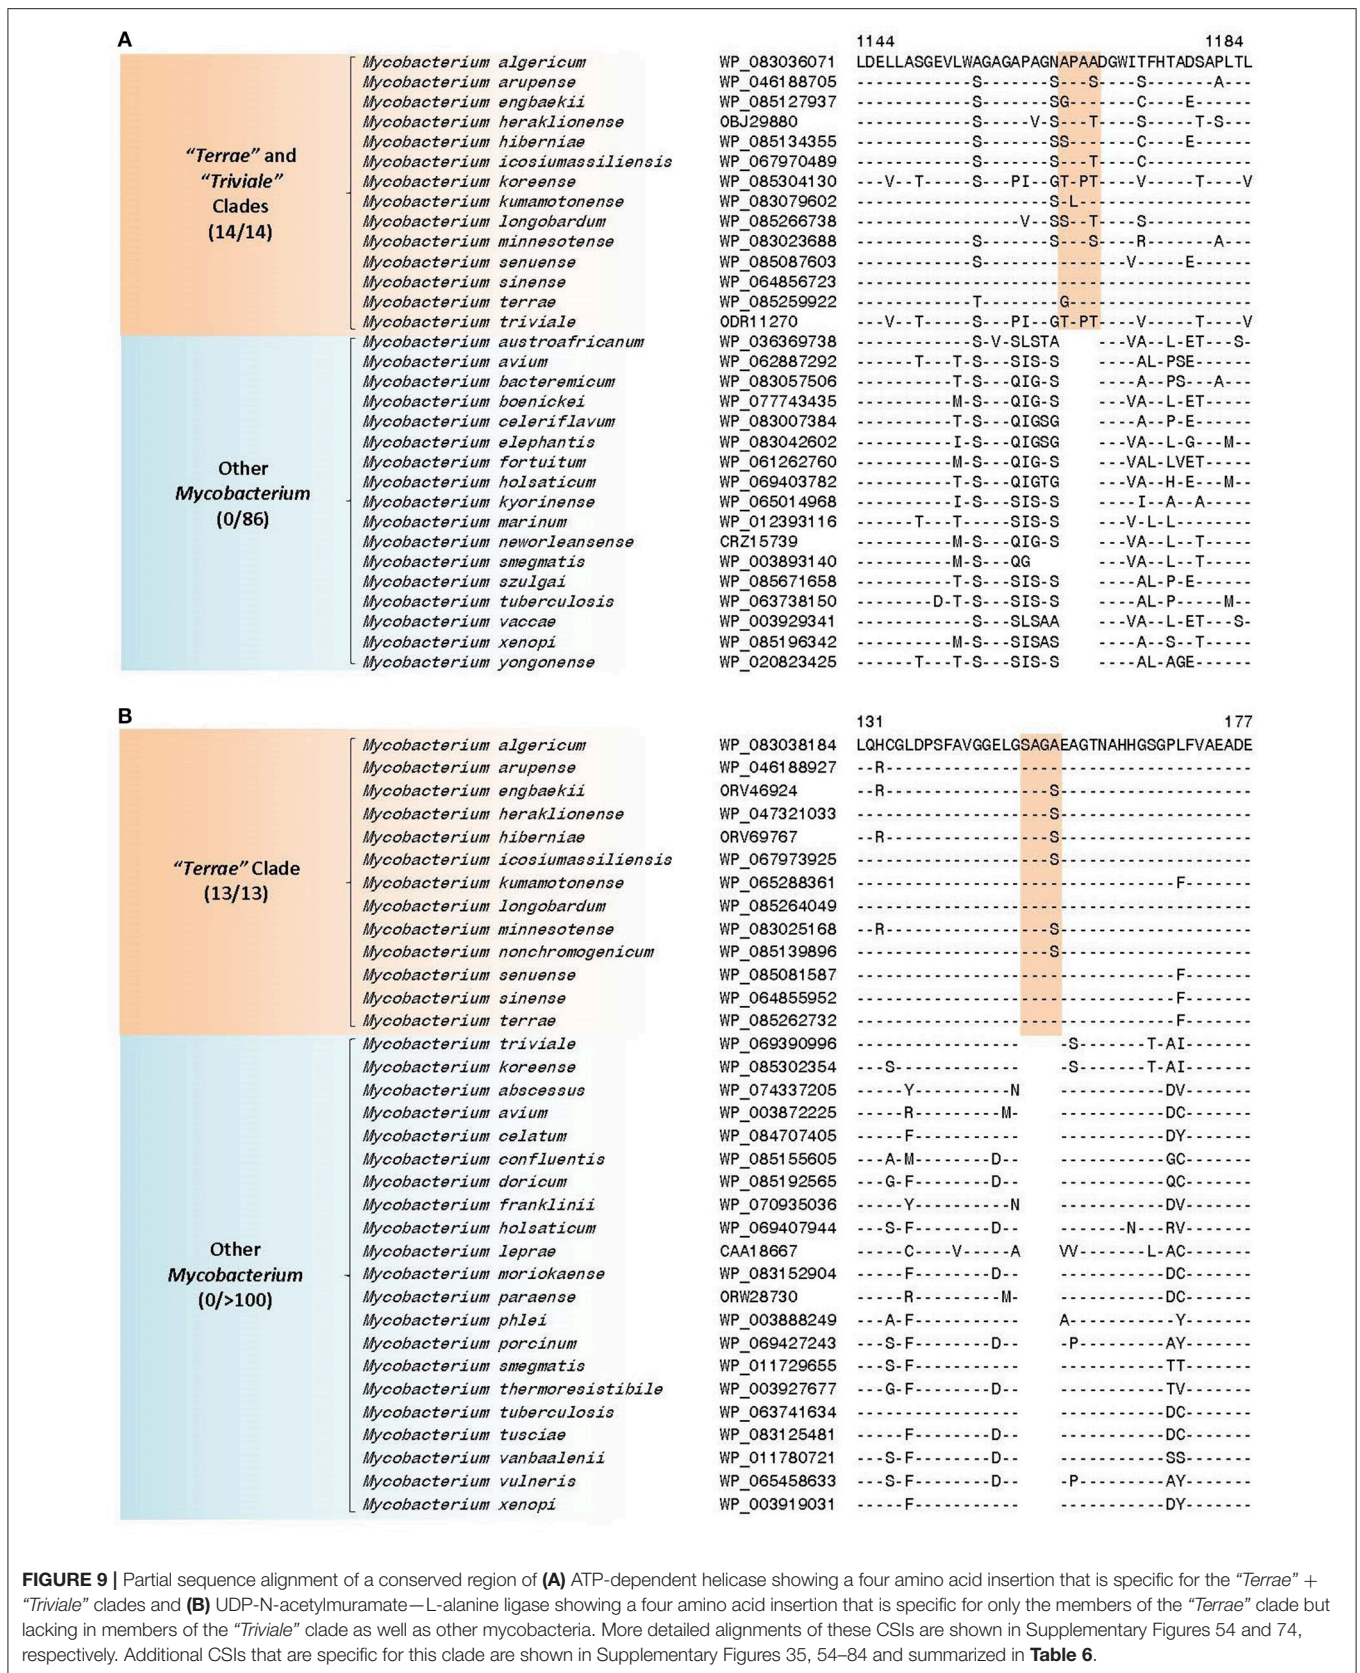 A
1144 1184
"Terrae" and
"Triviale"
Clades
(14/14)
Mycobacterium algericum WP_083036071 LDELLASGEVLWAGAGAPAGNAPAADGWITFHTADSAPLTL
Mycobacterium arupense WP_046188705 ------------S-------S---S----S-------A---
Mycobacterium engbaekii WP_085127937 ------------S-------SG-------C----E------
Mycobacterium heraklionense OBJ29880 ------------S-----V-S---T----S-----T-S---
Mycobacterium hiberniae WP_085134355 ------------S-------SS-------C----E------
Mycobacterium icosiumassiliensis WP_067970489 ------------S-------S---T----C-----------
Mycobacterium koreense WP_085304130 ---V--T-----S---PI--GT-PT----V-----T----V
Mycobacterium kumamotonense WP_083079602 --------------------S-L------------------
Mycobacterium longobardum WP_085266738 -----------------V--SS--T----S-----------
Mycobacterium minnesotense WP_083023688 ------------S-------S---S----R-------A---
Mycobacterium senuense WP_085087603 ------------S---------------V-----E------
Mycobacterium sinense WP_064856723 -----------------------------------------
Mycobacterium terrae WP_085259922 ------------T--------G-------------------
Mycobacterium triviale ODR11270 ---V--T-----S---PI--GT-PT----V-----T----V
Other
Mycobacterium
(0/86)
Mycobacterium austroafricanum WP_036369738 ------------S-V-SLSTA ---VA--L-ET---S-
Mycobacterium avium WP_062887292 ------T---T-S---SIS-S ----AL-PSE------
Mycobacterium bacteremicum WP_083057506 ----------T-S---QIG-S ----A--PS---A---
Mycobacterium boenickei WP_077743435 ----------M-S---QIG-S ---VA--L-ET-----
Mycobacterium celeriflavum WP_083007384 ----------T-S---QIGSG ----A--P-E------
Mycobacterium elephantis WP_083042602 ----------I-S---QIGSG ---VA--L-G---M--
Mycobacterium fortuitum WP_061262760 ----------M-S---QIG-S ---VAL-LVET-----
Mycobacterium holsaticum WP_069403782 ----------T-S---QIGTG ---VA--H-E---M--
Mycobacterium kyorinense WP_065014968 ----------I-S---SIS-S ----I--A--A-----
Mycobacterium marinum WP_012393116 ------T---T-----SIS-S ---V-L-L--------
Mycobacterium neworleansense CRZ15739 ----------M-S---QIG-S ---VA--L--T-----
Mycobacterium smegmatis WP_003893140 ----------M-S---QG ---VA--L--T-----
Mycobacterium szulgai WP_085671658 ----------T-S---SIS-S ----AL-P-E------
Mycobacterium tuberculosis WP_063738150 --------D-T-S---SIS-S ----AL-P-----M--
Mycobacterium vaccae WP_003929341 ------------S---SLSAA ---VA--L-ET---S-
Mycobacterium xenopi WP_085196342 ----------M-S---SISAS ----A--S--T-----
Mycobacterium yongonense WP_020823425 ------T---T-S---SIS-S ----AL-AGE------
B
131 177
"Terrae" Clade
(13/13)
Mycobacterium algericum WP_083038184 LQHCGLDPSFAVGGELGSAGAEAGTNAHHGSGPLFVAEADE
Mycobacterium arupense WP_046188927 --R--------------------------------------
Mycobacterium engbaekii ORV46924 --R-----------------S--------------------
Mycobacterium heraklionense WP_047321033 --------------------S--------------------
Mycobacterium hiberniae ORV69767 --R-----------------S--------------------
Mycobacterium icosiumassiliensis WP_067973925 --------------------S--------------------
Mycobacterium kumamotonense WP_065288361 ---------------------------------F-------
Mycobacterium longobardum WP_085264049 -----------------------------------------
Mycobacterium minnesotense WP_083025168 --R-----------------S--------------------
Mycobacterium nonchromogenicum WP_085139896 --------------------S--------------------
Mycobacterium senuense WP_085081587 ---------------------------------F-------
Mycobacterium sinense WP_064855952 ---------------------------------F-------
Mycobacterium terrae WP_085262732 ---------------------------------F-------
Other
Mycobacterium
(0/>100)
Mycobacterium triviale WP_069390996 ----------------- -S-------T-AI-------
Mycobacterium koreense WP_085302354 ---S------------- -S-------T-AI-------
Mycobacterium abscessus WP_074337205 -----Y----------N -----------DV-------
Mycobacterium avium WP_003872225 -----R---------M- -----------DC-------
Mycobacterium celatum WP_084707405 -----F----------- -----------DY-------
Mycobacterium confluentis WP_085155605 ---A-M--------D-- -----------GC-------
Mycobacterium doricum WP_085192565 ---G-F--------D-- -----------QC-------
Mycobacterium franklinii WP_070935036 -----Y----------N -----------DV-------
Mycobacterium holsaticum WP_069407944 ---S-F--------D-- -------N---RV-------
Mycobacterium leprae CAA18667 -----C----V-----A VV-------L-AC-------
Mycobacterium moriokaense WP_083152904 -----F--------D-- -----------DC-------
Mycobacterium paraense ORW28730 -----R---------M- -----------DC-------
Mycobacterium phlei WP_003888249 ---A-F----------- A-----------Y-------
Mycobacterium porcinum WP_069427243 ---S-F--------D-- -P---------AY-------
Mycobacterium smegmatis WP_011729655 ---S-F----------- -----------TT-------
Mycobacterium thermoresistibile WP_003927677 ---G-F--------D-- -----------TV-------
Mycobacterium tuberculosis WP_063741634 ----------------- -----------DC-------
Mycobacterium tusciae WP_083125481 -----F--------D-- -----------DC-------
Mycobacterium vanbaalenii WP_011780721 ---S-F--------D-- -----------SS-------
Mycobacterium vulneris WP_065458633 ---S-F--------D-- -P---------AY-------
Mycobacterium xenopi WP_003919031 -----F----------- -----------DY-------
FIGURE 9 | Partial sequence alignment of a conserved region of (A) ATP-dependent helicase showing a four amino acid insertion that is specific for the "Terrae" +
"Triviale" clades and (B) UDP-N-acetylmuramate—L-alanine ligase showing a four amino acid insertion that is specific for only the members of the "Terrae" clade but
lacking in members of the "Triviale" clade as well as other mycobacteria. More detailed alignments of these CSIs are shown in Supplementary Figures 54 and 74,
respectively. Additional CSIs that are specific for this clade are shown in Supplementary Figures 35, 54–84 and summarized in Table 6.